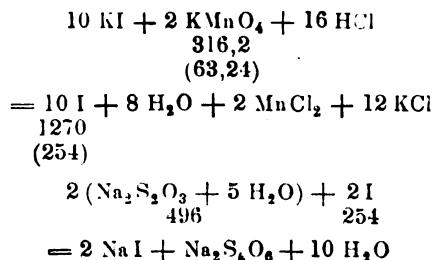 10 KI + 2 KMnO₄ + 16 HCl
316,2
(63,24)
= 10 I + 8 H₂O + 2 MnCl₂ + 12 KCl
1270
(254)
2 (Na₂S₂O₃ + 5 H₂O) + 2I
496 254
= 2 NaI + Na₂S₄O₆ + 10 H₂O